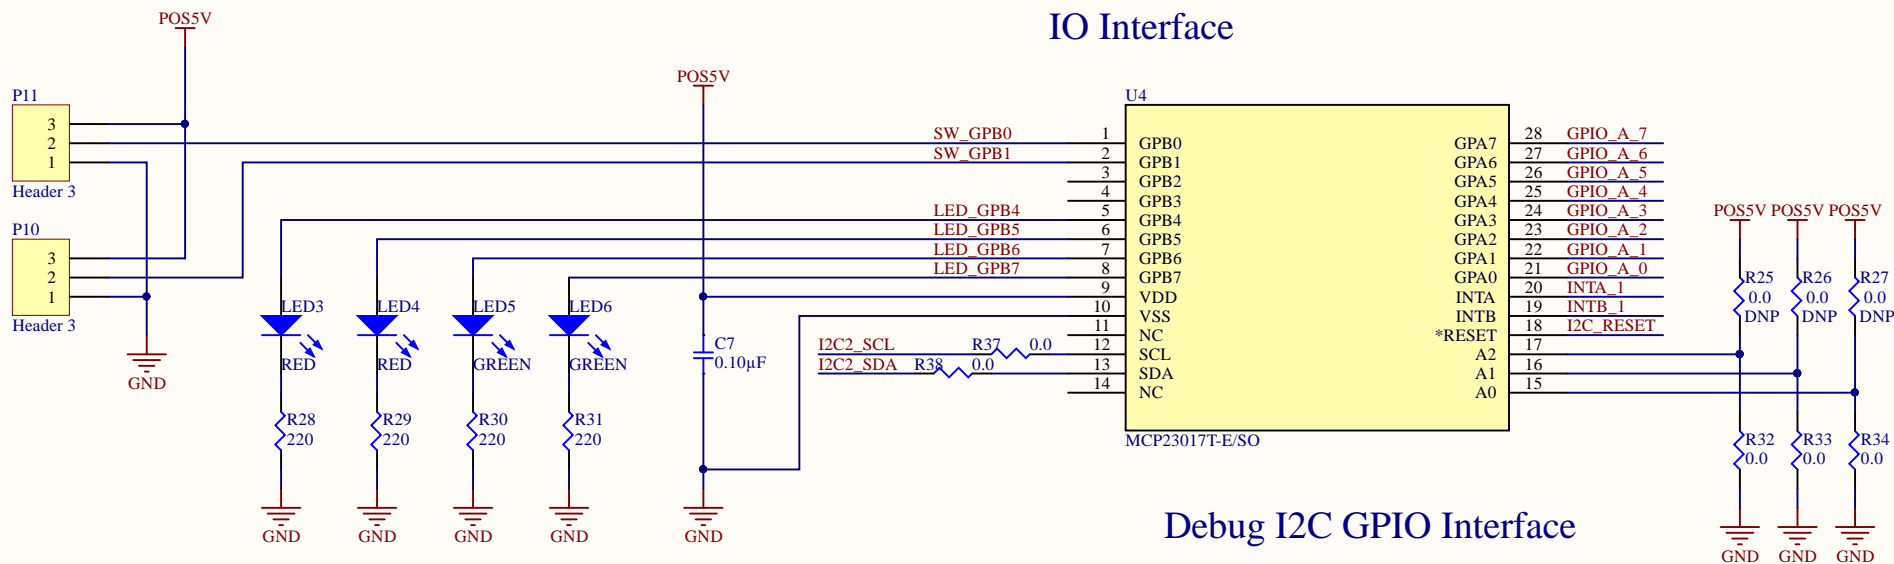 IO Interface
POS5V
P11
3
2
1
Header 3
P10
3
2
1
Header 3
GND
LED_GPB4
LED_GPB5
LED_GPB6
LED_GPB7
SW_GPB0
SW_GPB1
LED3
RED
R28
220
GND
LED4
RED
R29
220
GND
LED5
GREEN
R30
220
GND
LED6
GREEN
R31
220
GND
POS5V
C7
0.10µF
GND
I2C2_SCL
R37 0.0
I2C2_SDA
R38 0.0
U4
1 GPB0
2 GPB1
3 GPB2
4 GPB3
5 GPB4
6 GPB5
7 GPB6
8 GPB7
9 VDD
10 VSS
11 NC
12 SCL
13 SDA
14 NC
GPA7 28 GPIO_A_7
GPA6 27 GPIO_A_6
GPA5 26 GPIO_A_5
GPA4 25 GPIO_A_4
GPA3 24 GPIO_A_3
GPA2 23 GPIO_A_2
GPA1 22 GPIO_A_1
GPA0 21 GPIO_A_0
INTA 20 INTA_1
INTB 19 INTB_1
*RESET 18 I2C_RESET
A2 17
A1 16
A0 15
MCP23017T-E/SO
POS5V POS5V POS5V
R25
0.0
DNP
R26
0.0
DNP
R27
0.0
DNP
R32
0.0
R33
0.0
R34
0.0
GND GND GND
Debug I2C GPIO Interface